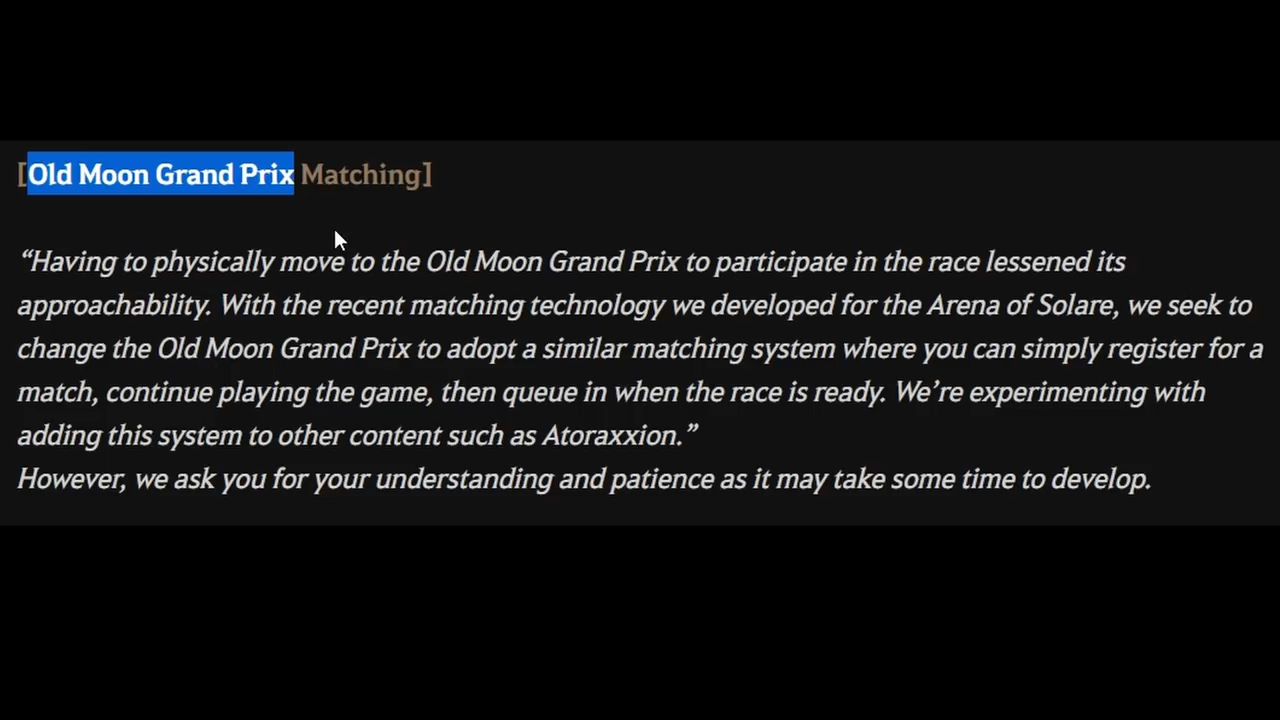 [Old Moon Grand Prix Matching]
“Having to physically move to the Old Moon Grand Prix to participate in the race lessened its
approachability. With the recent matching technology we developed for the Arena of Solare, we seek to
change the Old Moon Grand Prix to adopt a similar matching system where you can simply register for a
match, continue playing the game, then queue in when the race is ready. We’re experimenting with
adding this system to other content such as Atoraxxion.”
However, we ask you for your understanding and patience as it may take some time to develop.